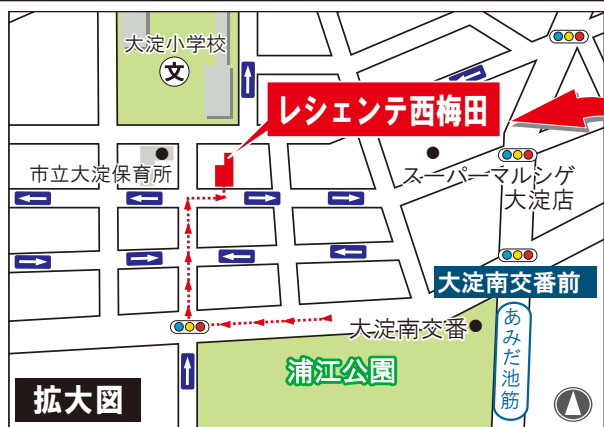 大淀小学校
文
レシェンテ西梅田
市立大淀保育所
スーパーマルシゲ
大淀店
大淀南交番前
大淀南交番
あみだ池筋
浦江公園
拡大図